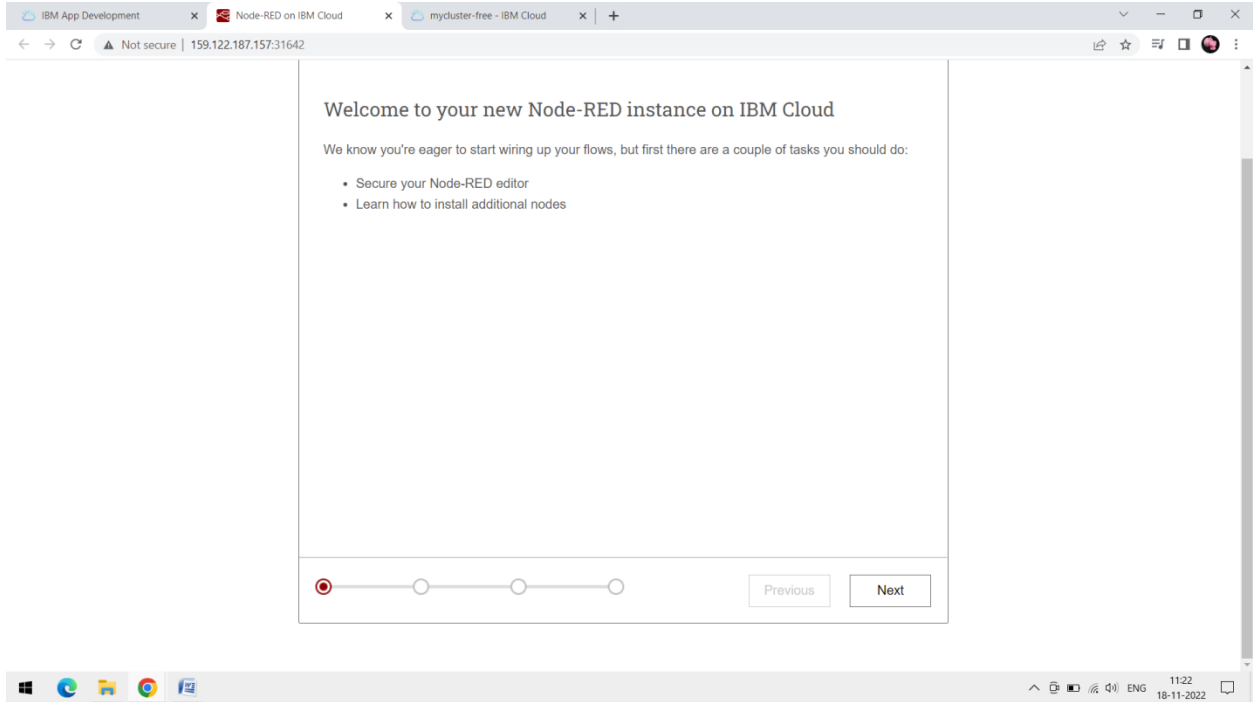 IBM App Development
Node-RED on IBM Cloud
mycluster-free - IBM Cloud
Not secure | 159.122.187.157:31642
Welcome to your new Node-RED instance on IBM Cloud
We know you're eager to start wiring up your flows, but first there are a couple of tasks you should do:
• Secure your Node-RED editor
• Learn how to install additional nodes
Previous
Next
ENG
11:22
18-11-2022